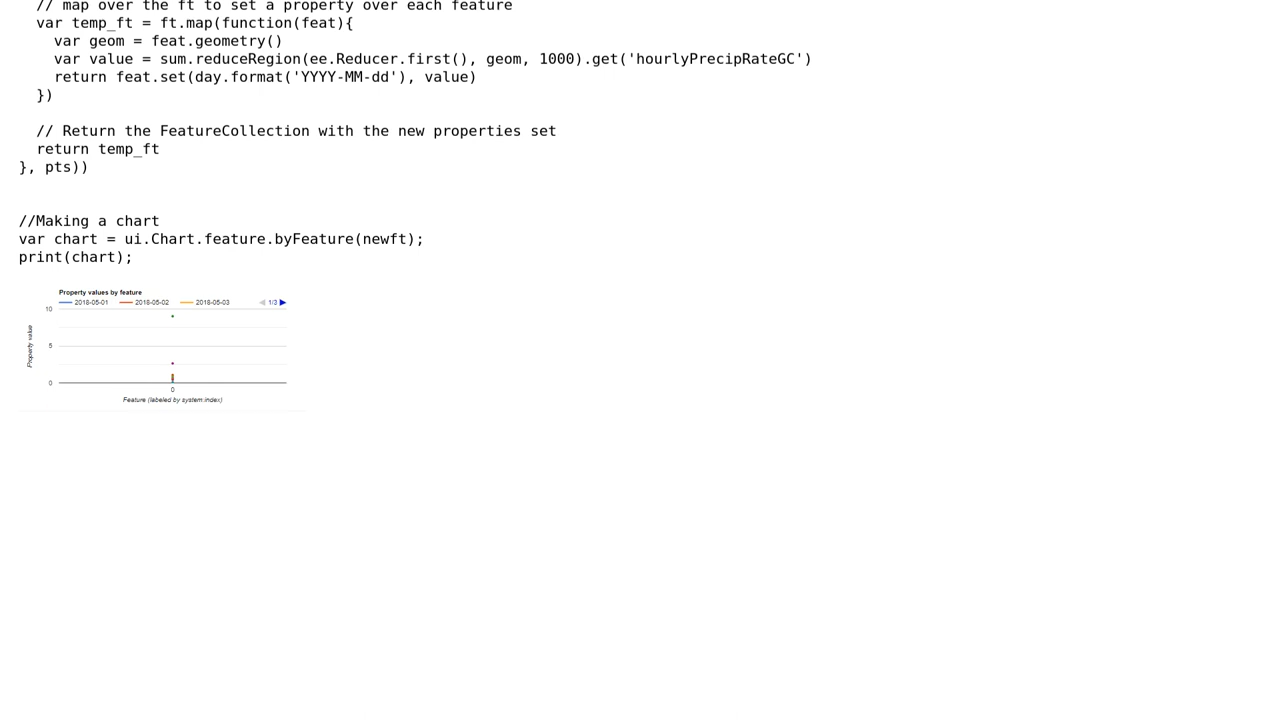 // map over the ft to set a property over each feature
var temp_ft = ft.map(function(feat){
var geom = feat.geometry()
var value = sum.reduceRegion(ee.Reducer.first(), geom, 1000).get('hourlyPrecipRateGC')
return feat.set(day.format('YYYY-MM-dd'), value)
})
// Return the FeatureCollection with the new properties set
return temp_ft
}, pts))
//Making a chart
var chart = ui.Chart.feature.byFeature(newft);
print(chart);
Property values by feature
2018-05-01 2018-05-02 2018-05-03 1/3
10
5
0
Property value
0
Feature (labeled by system:index)